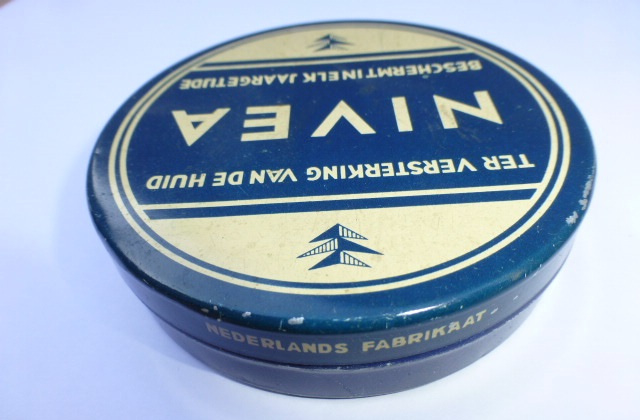 TER VERSTERKING VAN DE HUID
NIVEA
BESCHERMT IN ELK JAARGETIJDE
NEDERLANDS FABRIKAAT-